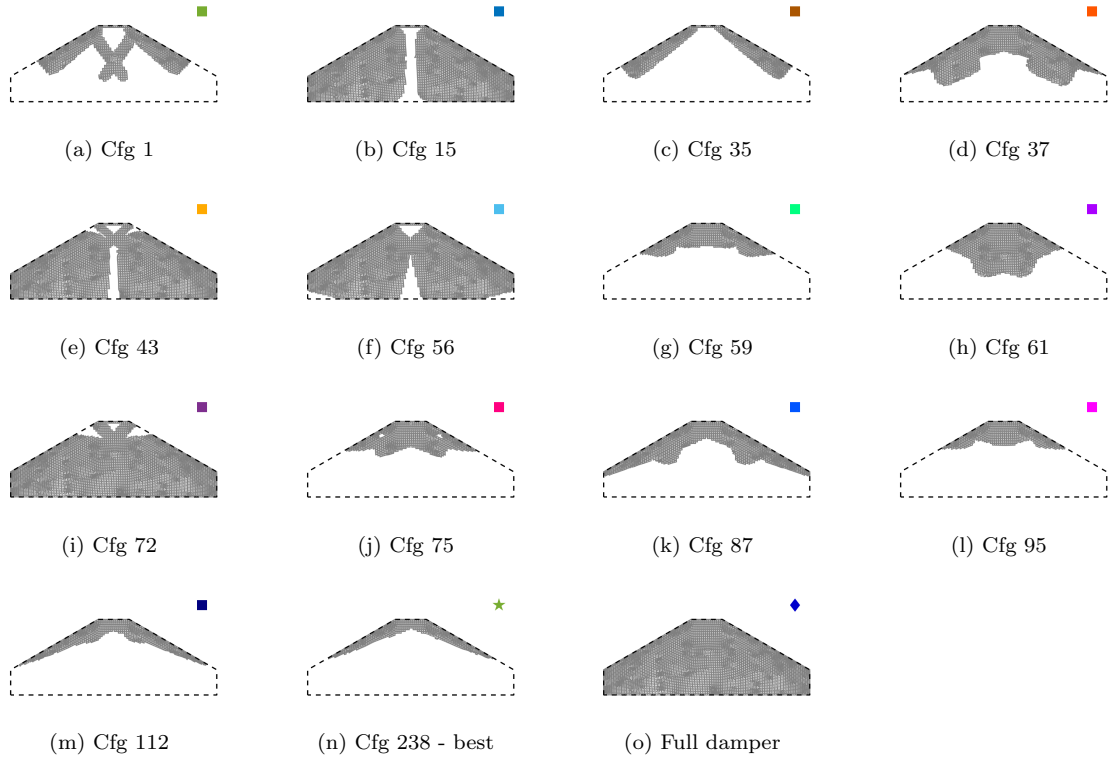 (a) Cfg 1
(b) Cfg 15
(c) Cfg 35
(d) Cfg 37
(e) Cfg 43
(f) Cfg 56
(g) Cfg 59
(h) Cfg 61
(i) Cfg 72
(j) Cfg 75
(k) Cfg 87
(l) Cfg 95
(m) Cfg 112
(n) Cfg 238 - best
(o) Full damper